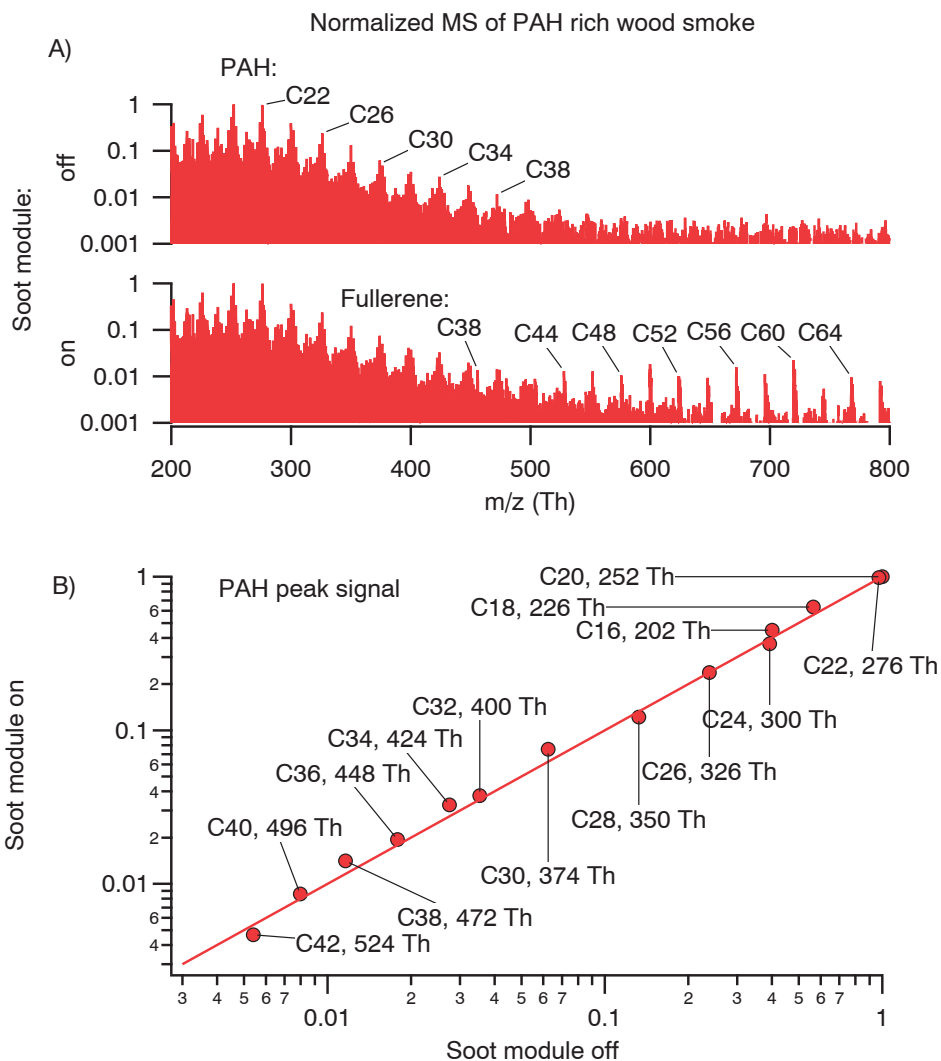 Normalized MS of PAH rich wood smoke
A)
PAH:
C22
C26
C30
C34
C38
Soot module:
off
1
0.1
0.01
0.001
Fullerene:
C38
C44
C48
C52
C56
C60
C64
on
1
0.1
0.01
0.001
200
300
400
500
600
700
800
m/z (Th)
B)
PAH peak signal
C20, 252 Th
C18, 226 Th
C16, 202 Th
C22, 276 Th
C24, 300 Th
C32, 400 Th
C34, 424 Th
C26, 326 Th
C36, 448 Th
C28, 350 Th
C40, 496 Th
C30, 374 Th
C38, 472 Th
C42, 524 Th
Soot module on
1
6
4
2
0.1
6
4
2
0.01
6
4
3
4
5
6
7
0.01
2
3
4
5
6
7
0.1
2
3
4
5
6
7
1
Soot module off